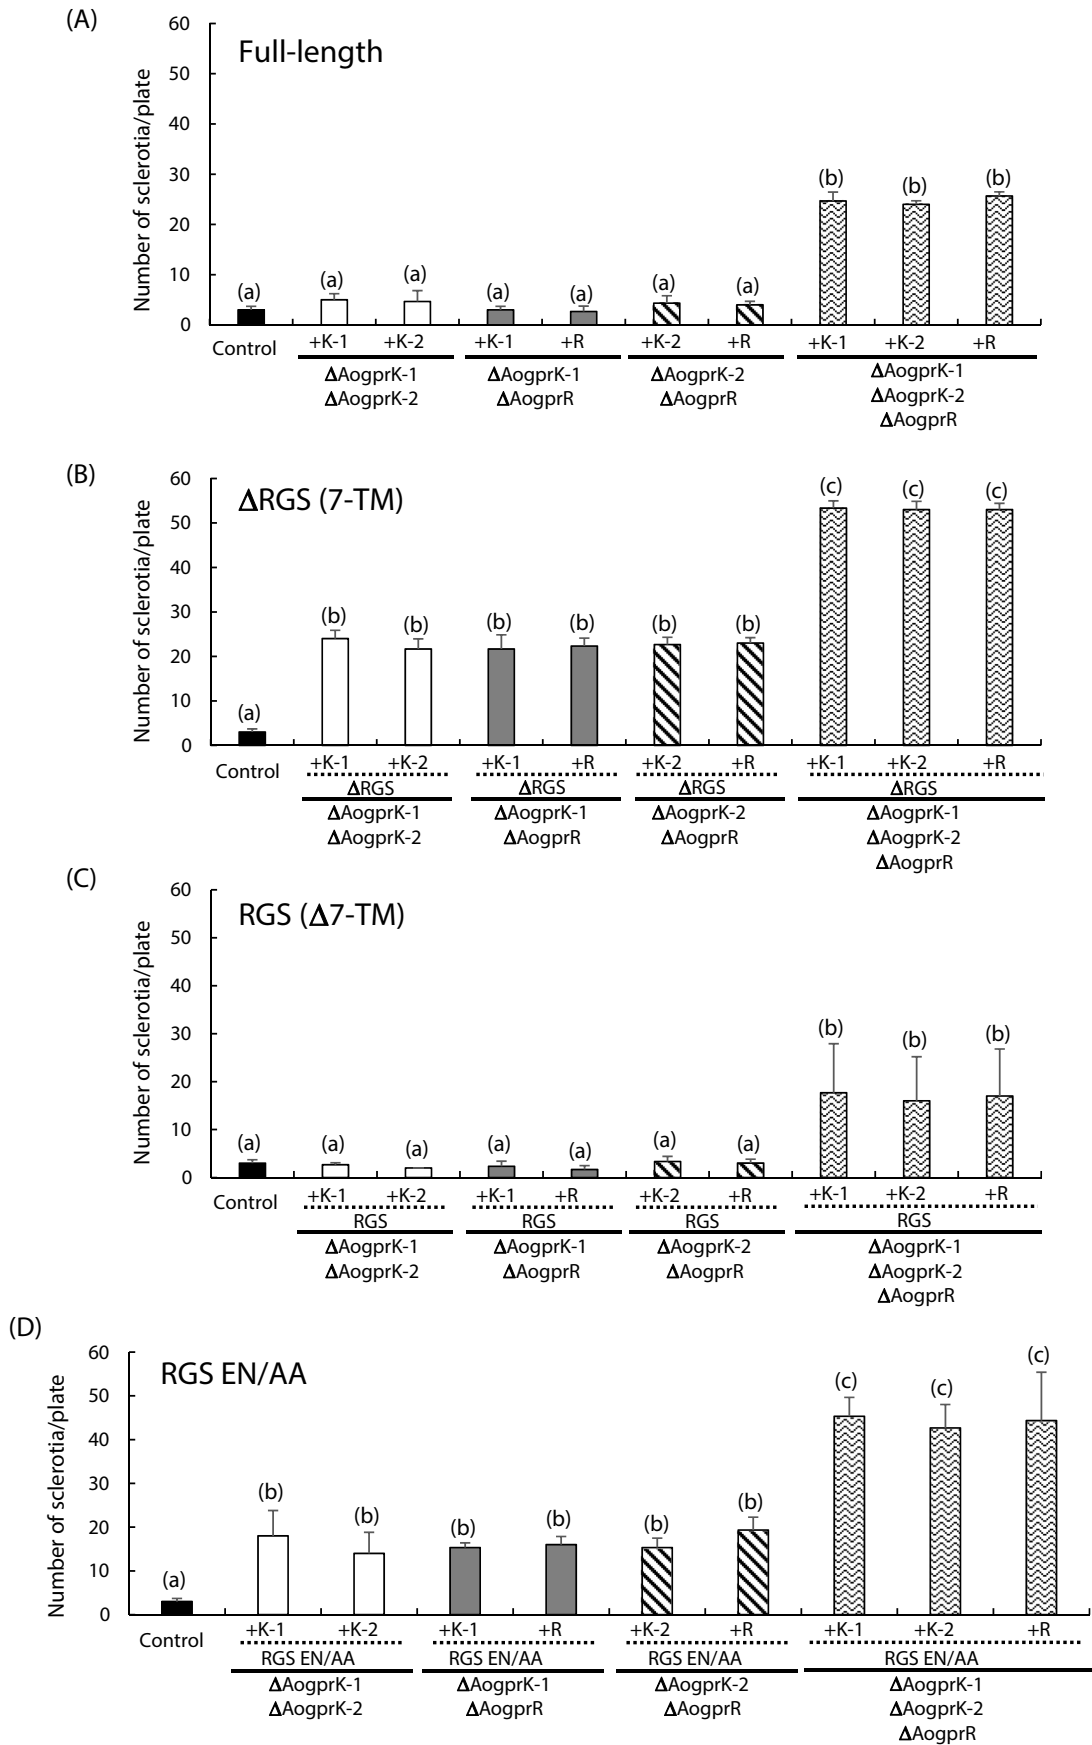 (A)
Full-length
Number of sclerotia/plate
60
50
40
30
20
10
0
(a) (a) (a) (a) (a) (a) (a) (b) (b) (b)
Control +K-1 +K-2 +K-1 +R +K-2 +R +K-1 +K-2 +R
ΔAogprK-1 ΔAogprK-1 ΔAogprK-2 ΔAogprK-1
ΔAogprK-2 ΔAogprR ΔAogprR ΔAogprK-2
ΔAogprR
(B)
ΔRGS (7-TM)
Number of sclerotia/plate
60
50
40
30
20
10
0
(a) (b) (b) (b) (b) (b) (b) (c) (c) (c)
Control +K-1 +K-2 +K-1 +R +K-2 +R +K-1 +K-2 +R
ΔRGS ΔRGS ΔRGS ΔRGS
ΔAogprK-1 ΔAogprK-1 ΔAogprK-2 ΔAogprK-1
ΔAogprK-2 ΔAogprR ΔAogprR ΔAogprK-2
ΔAogprR
(C)
RGS (Δ7-TM)
Number of sclerotia/plate
60
50
40
30
20
10
0
(a) (a) (a) (a) (a) (a) (a) (b) (b) (b)
Control +K-1 +K-2 +K-1 +R +K-2 +R +K-1 +K-2 +R
RGS RGS RGS RGS
ΔAogprK-1 ΔAogprK-1 ΔAogprK-2 ΔAogprK-1
ΔAogprK-2 ΔAogprR ΔAogprR ΔAogprK-2
ΔAogprR
(D)
RGS EN/AA
Number of sclerotia/plate
60
50
40
30
20
10
0
(a) (b) (b) (b) (b) (b) (b) (c) (c) (c)
Control +K-1 +K-2 +K-1 +R +K-2 +R +K-1 +K-2 +R
RGS EN/AA RGS EN/AA RGS EN/AA RGS EN/AA
ΔAogprK-1 ΔAogprK-1 ΔAogprK-2 ΔAogprK-1
ΔAogprK-2 ΔAogprR ΔAogprR ΔAogprK-2
ΔAogprR